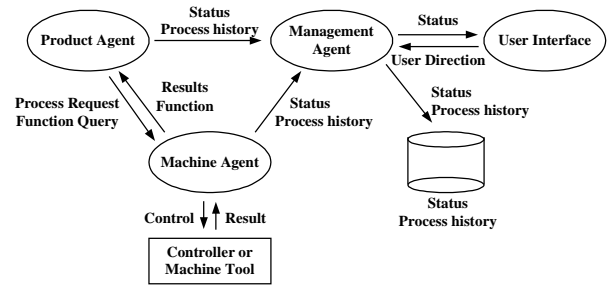 Status
Process history
Product Agent
Management
Agent
Status
User Interface
User Direction
Process Request
Function Query
Results
Function
Status
Process history
Status
Process history
Machine Agent
Status
Process history
Control
Result
Controller or
Machine Tool